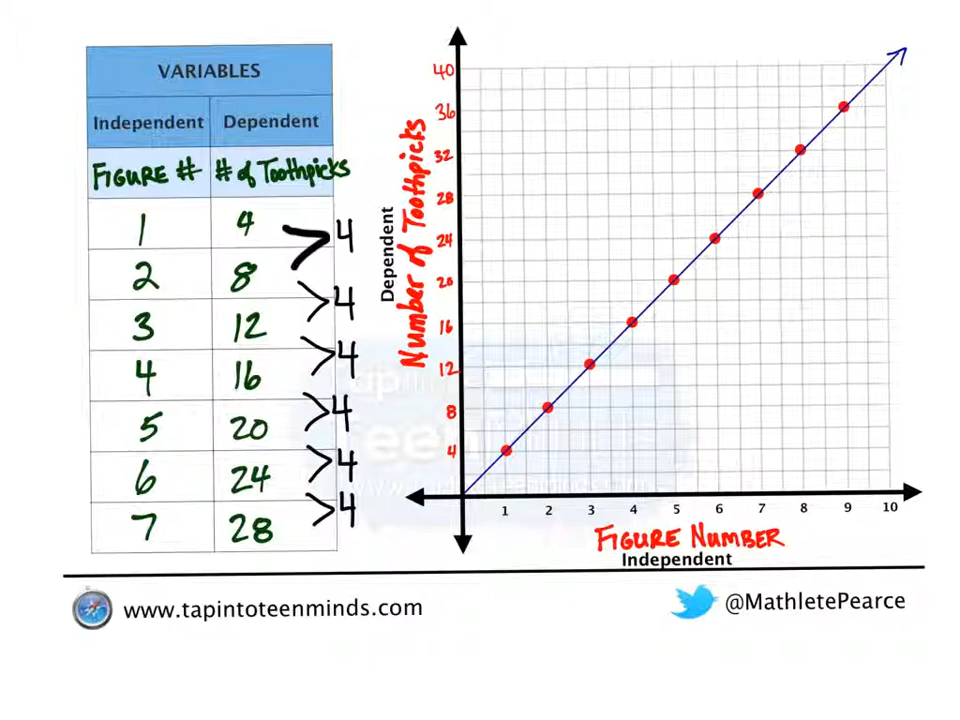 VARIABLES
Independent Dependent
FIGURE # # of Toothpicks
1 4
2 8
3 12
4 16
5 20
6 24
7 28
>4
>4
>4
>4
>4
>4
Dependent
Number of Toothpicks
40
36
32
28
24
20
16
12
8
4
1 2 3 4 5 6 7 8 9 10
FIGURE NUMBER
Independent
www.tapintoteenminds.com
@MathletePearce